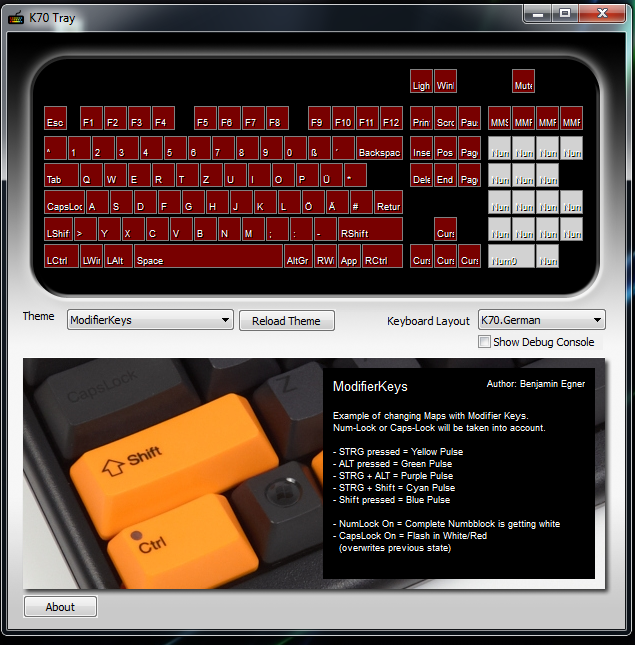 K70 Tray
Ligh Winl Mute
Esc F1 F2 F3 F4 F5 F6 F7 F8 F9 F10 F11 F12 Prin Scro Pau MMS MMF MMF MMF
^ 1 2 3 4 5 6 7 8 9 0 ß ´ Backspac Inse Pos Page Num Num Num Num
Tab Q W E R T Z U I O P Ü * Dele End Page Num Num Num
CapsLoc A S D F G H J K L Ö Ä # Retur Num Num Num Num
LShif > Y X C V B N M ; : - RShift Curs Num Num Num Num
LCtrl LWin LAlt Space AltGr RWi App RCtrl Curs Curs Curs Num0 Num
Theme ModifierKeys Reload Theme Keyboard Layout K70.German
Show Debug Console
CapsLock
Z
Shift
Alt
Ctrl
ModifierKeys Author: Benjamin Egner
Example of changing Maps with Modifier Keys.
Num-Lock or Caps-Lock will be taken into account.
- STRG pressed = Yellow Pulse
- ALT pressed = Green Pulse
- STRG + ALT = Purple Pulse
- STRG + Shift = Cyan Pulse
- Shift pressed = Blue Pulse
- NumLock On = Complete Numbblock is getting white
- CapsLock On = Flash in White/Red
(overwrites previous state)
About